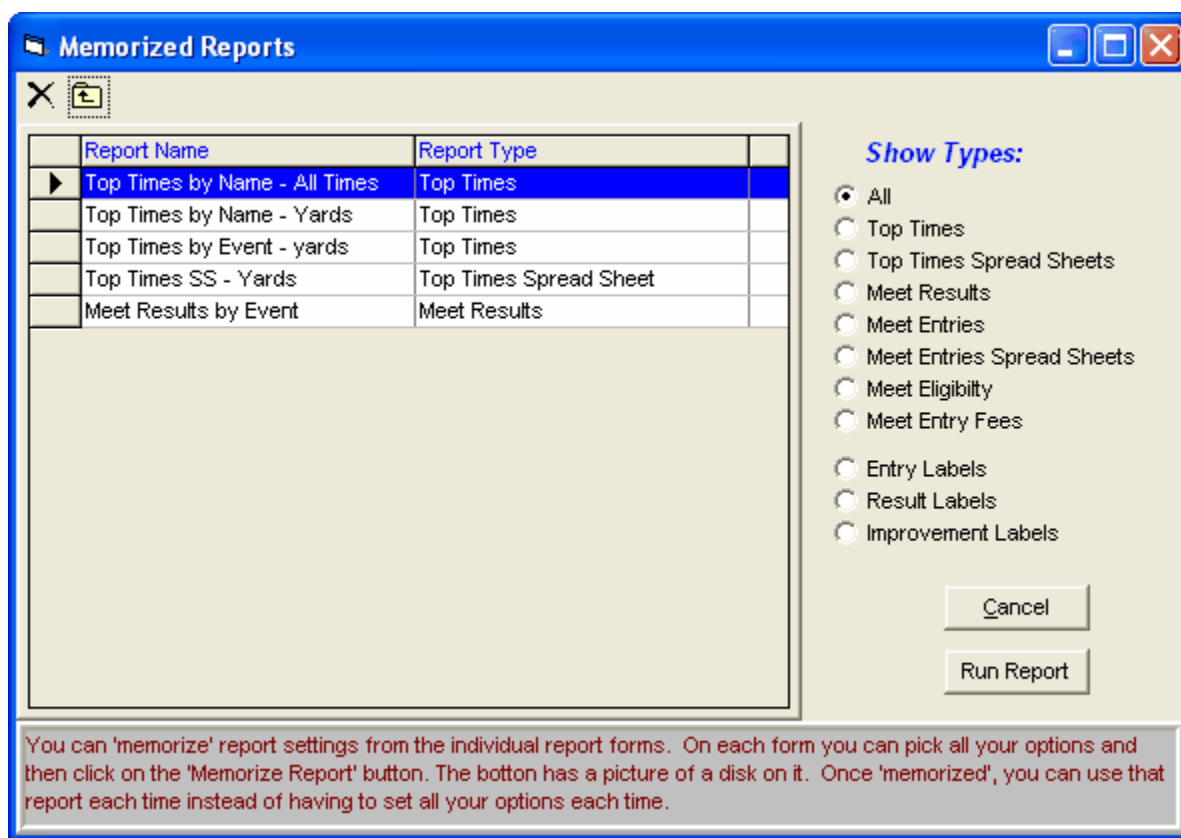 Memorized Reports
Report Name Report Type
Top Times by Name - All Times Top Times
Top Times by Name - Yards Top Times
Top Times by Event - yards Top Times
Top Times SS - Yards Top Times Spread Sheet
Meet Results by Event Meet Results
Show Types:
All
Top Times
Top Times Spread Sheets
Meet Results
Meet Entries
Meet Entries Spread Sheets
Meet Eligibilty
Meet Entry Fees
Entry Labels
Result Labels
Improvement Labels
Cancel
Run Report
You can 'memorize' report settings from the individual report forms. On each form you can pick all your options and
then click on the 'Memorize Report' button. The botton has a picture of a disk on it. Once 'memorized', you can use that
report each time instead of having to set all your options each time.